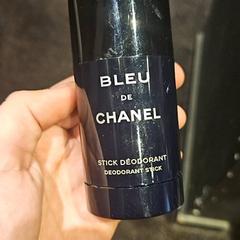 BLEU
DE
CHANEL
STICK DÉODORANT
DEODORANT STICK